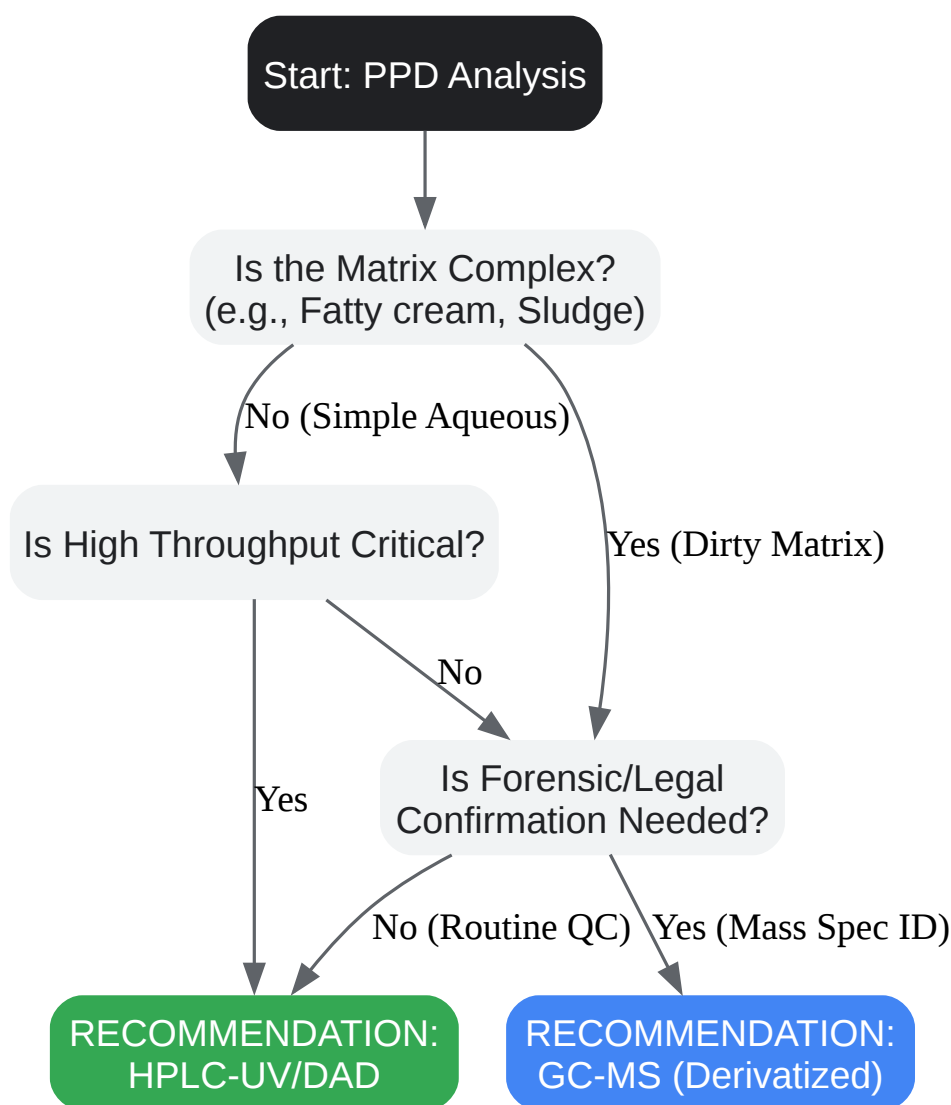 Start: PPD Analysis
Is the Matrix Complex?
(e.g., Fatty cream, Sludge)
No (Simple Aqueous)
Is High Throughput Critical?
Yes (Dirty Matrix)
No
Is Forensic/Legal
Confirmation Needed?
Yes
No (Routine QC)
Yes (Mass Spec ID)
RECOMMENDATION:
HPLC-UV/DAD
RECOMMENDATION:
GC-MS (Derivatized)